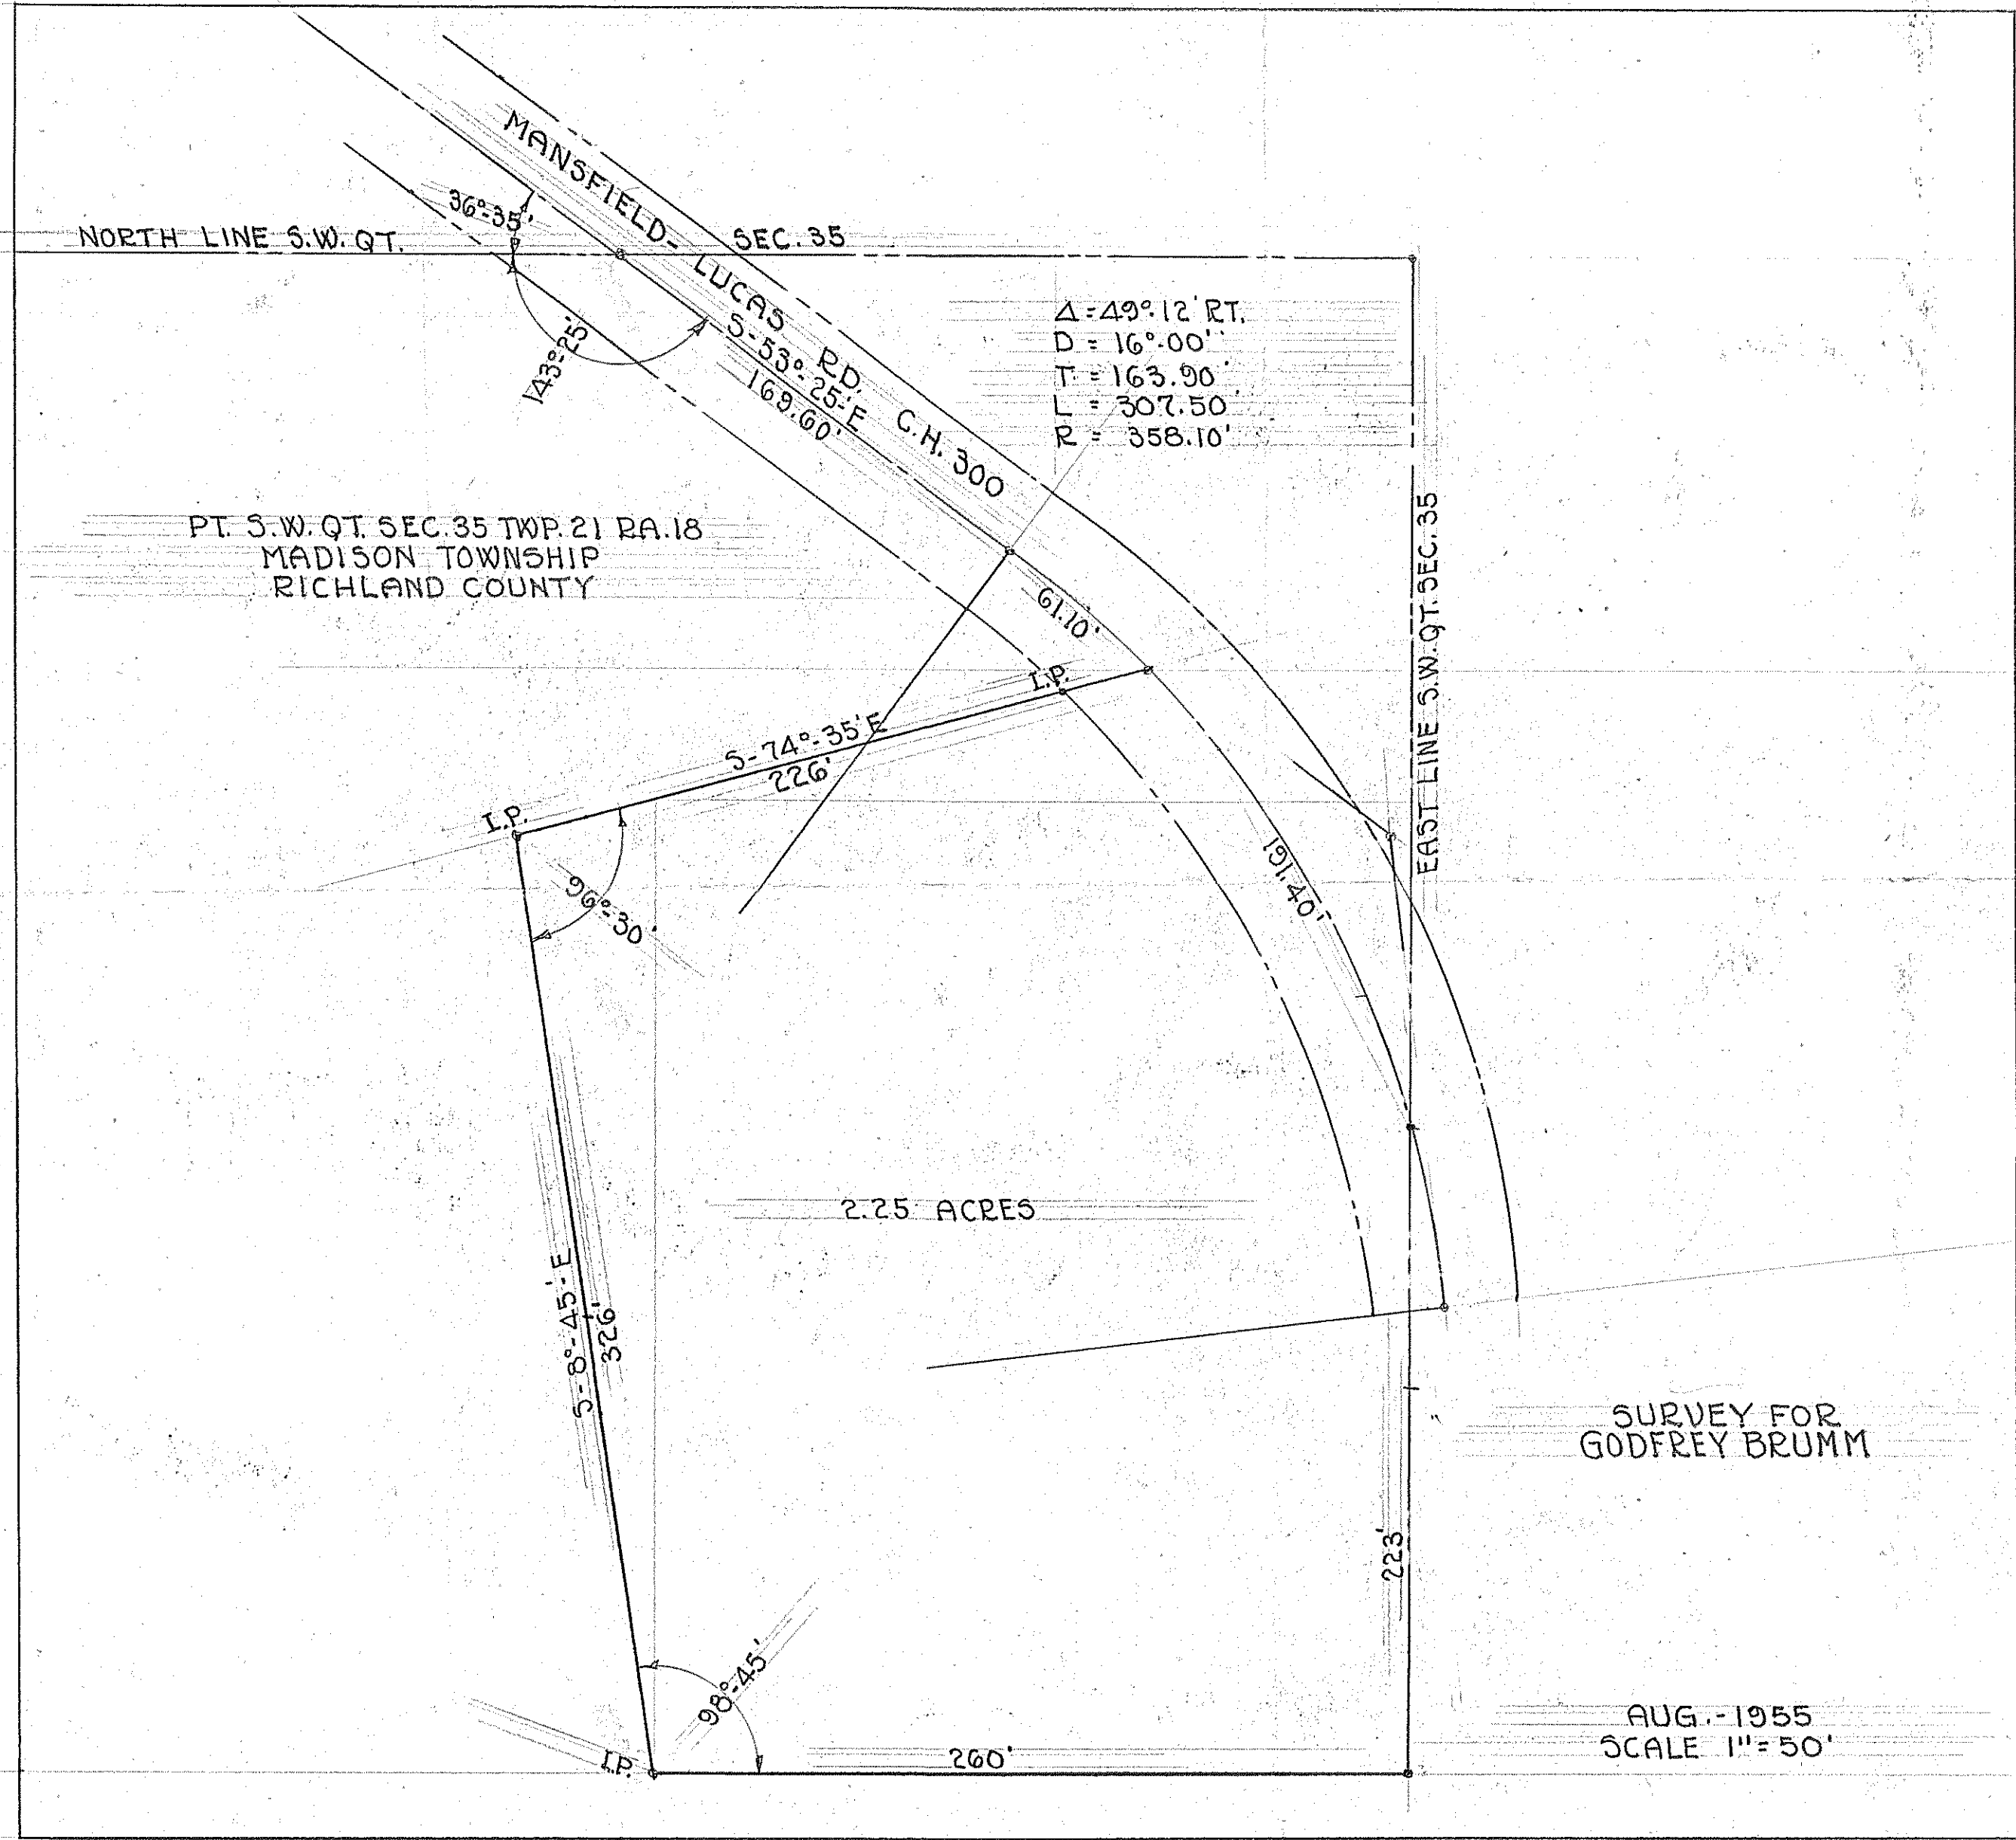 MANSFIELD- LUCAS RD. C.H. 300
36°-35'
NORTH LINE S.W. QT. SEC. 35
143°-25'
S-53°-25'-E
169.60'
Δ = 49°-12' RT.
D = 16°-00'
T = 163.90'
L = 307.50'
R = 358.10'
PT. S.W. QT. SEC. 35 TWP. 21 RA. 18
MADISON TOWNSHIP
RICHLAND COUNTY
EAST LINE S.W. QT. SEC. 35
61.10'
I.P.
S-74°-35'E
226'
I.P.
96°-30'
191.40'
2.25 ACRES
S-8°-45'-E
326'
SURVEY FOR
GODFREY BRUMM
223'
98°-45'
I.P.
260'
AUG.-1955
SCALE 1"=50'